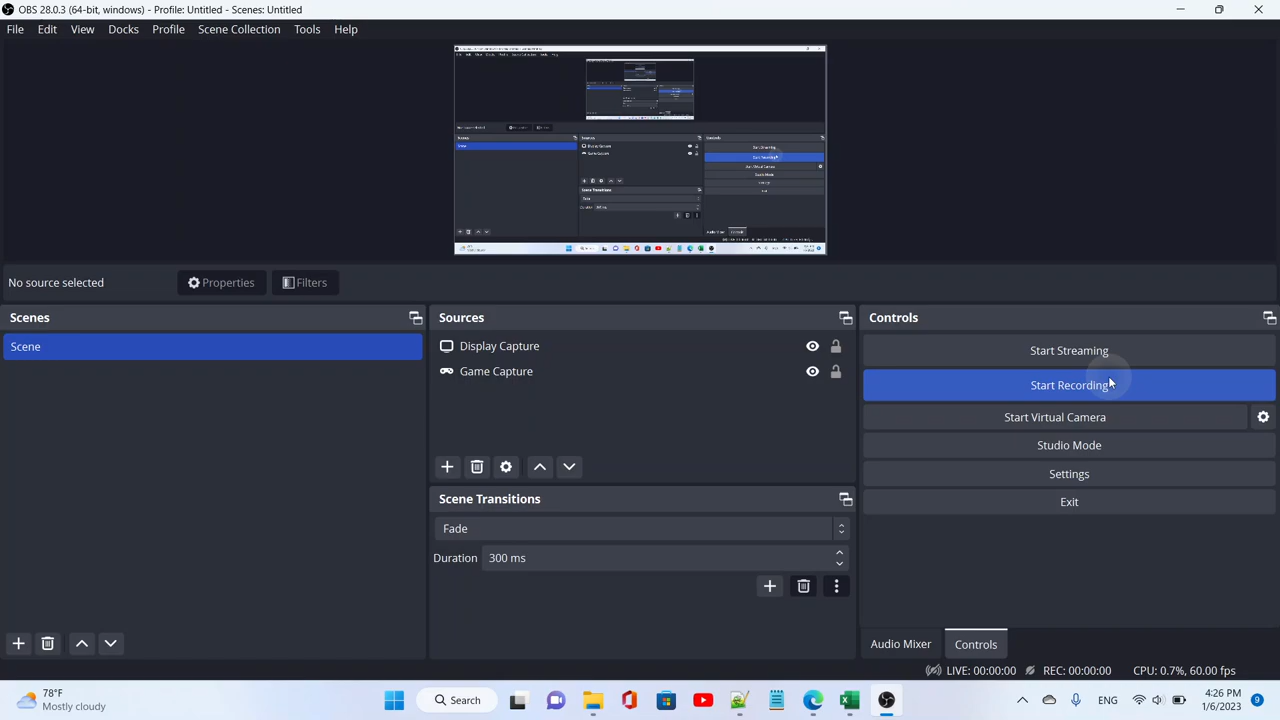 OBS 28.0.3 (64-bit, windows) - Profile: Untitled - Scenes: Untitled
File Edit View Docks Profile Scene Collection Tools Help
No source selected
Properties
Filters
Scenes
Scene
Sources
Display Capture
Game Capture
Scene Transitions
Fade
Duration 300 ms
Controls
Start Streaming
Start Recording
Start Virtual Camera
Studio Mode
Settings
Exit
Audio Mixer
Controls
LIVE: 00:00:00 REC: 00:00:00 CPU: 0.7%, 60.00 fps
78°F
Mostly cloudy
Search
ENG
4:26 PM
1/6/2023
9